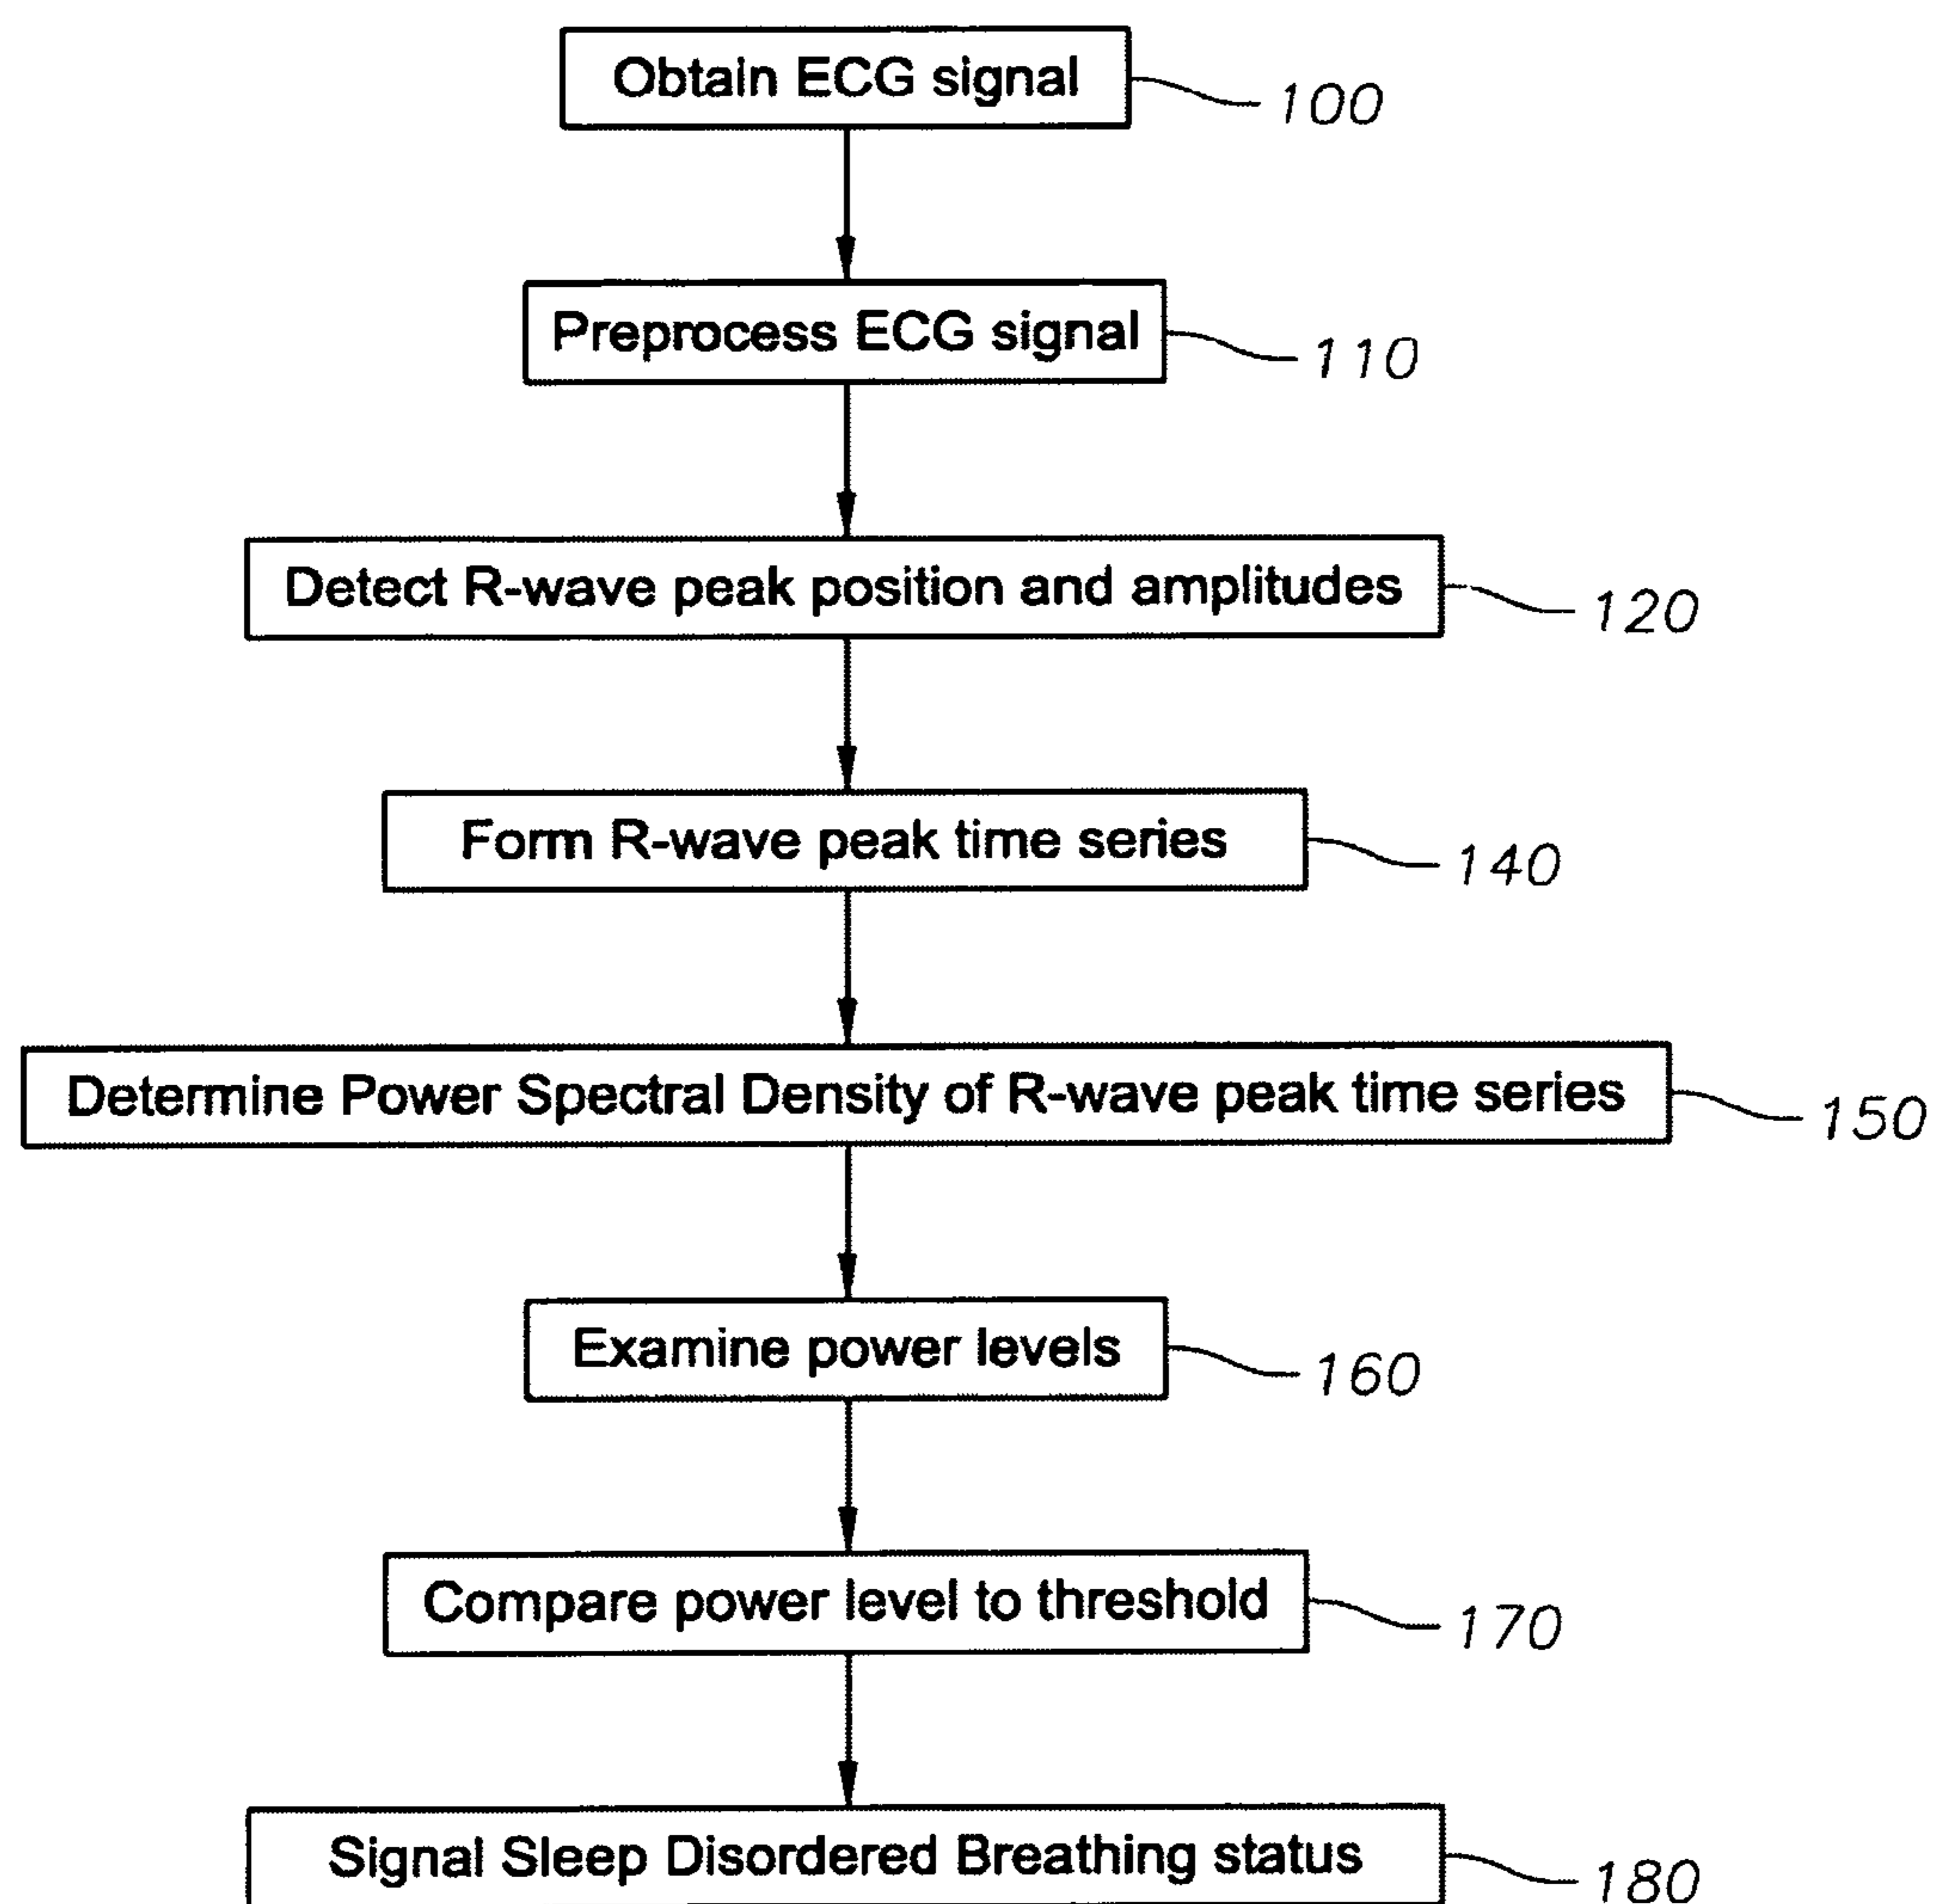 Obtain ECG signal 100
Preprocess ECG signal 110
Detect R-wave peak position and amplitudes 120
Form R-wave peak time series 140
Determine Power Spectral Density of R-wave peak time series 150
Examine power levels 160
Compare power level to threshold 170
Signal Sleep Disordered Breathing status 180